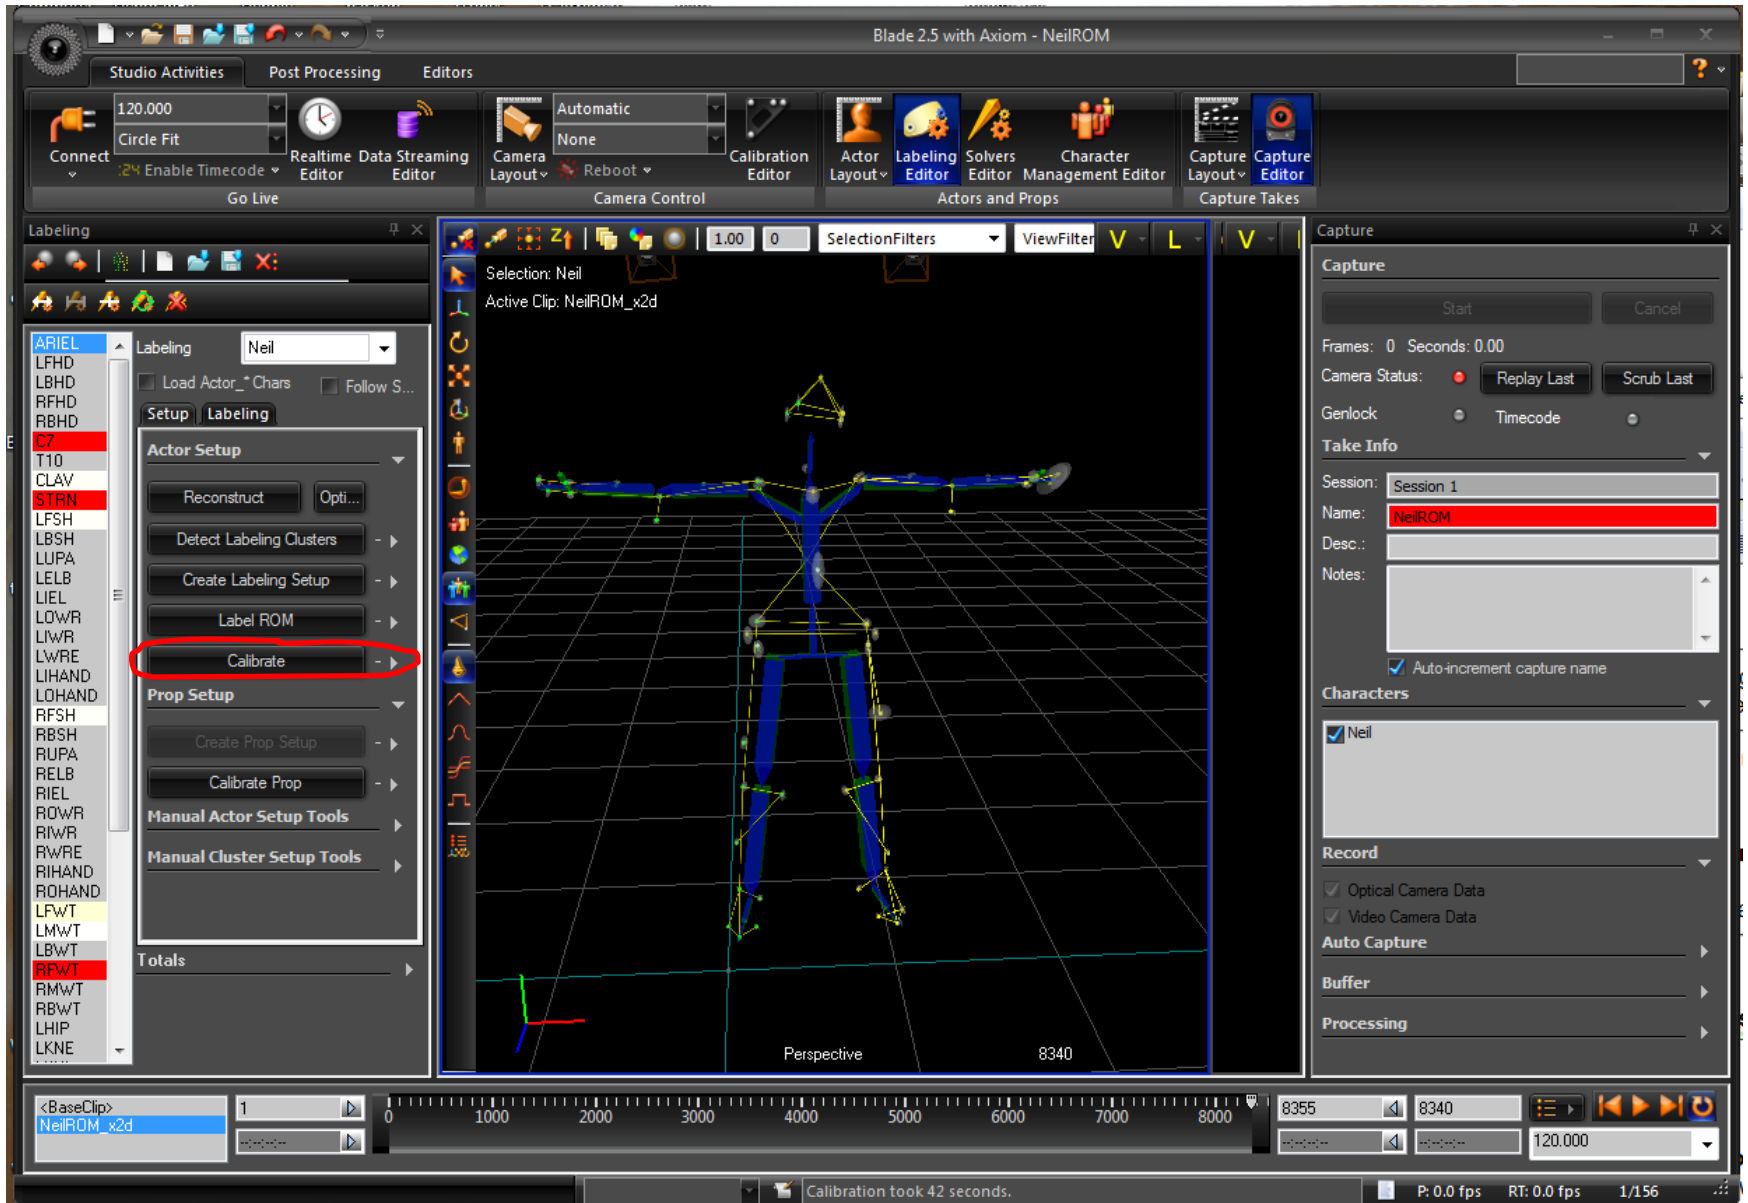 Blade 2.5 with Axiom - NeilROM
Studio Activities Post Processing Editors
120.000
Circle Fit
Connect
:24 Enable Timecode
Realtime Editor
Data Streaming Editor
Go Live
Camera Layout
Automatic
None
Reboot
Calibration Editor
Camera Control
Actor Layout
Labeling Editor
Solvers Editor
Character Management Editor
Actors and Props
Capture Layout
Capture Editor
Capture Takes
Labeling
ARIEL
LFHD
LBHD
RFHD
RBHD
C7
T10
CLAV
STRN
LFSH
LBSH
LUPA
LELB
LIEL
LOWR
LIWR
LWRE
LIHAND
LOHAND
RFSH
RBSH
RUPA
RELB
RIEL
ROWR
RIWR
RWRE
RIHAND
ROHAND
LFWT
LMWT
LBWT
RFWT
RMWT
RBWT
LHIP
LKNE
Labeling Neil
Load Actor_* Chars Follow S...
Setup Labeling
Actor Setup
Reconstruct Opti...
Detect Labeling Clusters
Create Labeling Setup
Label ROM
Calibrate
Prop Setup
Create Prop Setup
Calibrate Prop
Manual Actor Setup Tools
Manual Cluster Setup Tools
Totals
1.00 0 SelectionFilters ViewFilter V L V
Selection: Neil
Active Clip: NeilROM_x2d
Perspective 8340
Capture
Capture
Start Cancel
Frames: 0 Seconds: 0.00
Camera Status: Replay Last Scrub Last
Genlock Timecode
Take Info
Session: Session 1
Name: NeilROM
Desc.:
Notes:
Auto-increment capture name
Characters
Neil
Record
Optical Camera Data
Video Camera Data
Auto Capture
Buffer
Processing
<BaseClip>
NeilROM_x2d
1
--:--:--:--
0 1000 2000 3000 4000 5000 6000 7000 8000
8355 8340
--:--:--:-- --:--:--:-- 120.000
Calibration took 42 seconds.
P: 0.0 fps RT: 0.0 fps 1/156